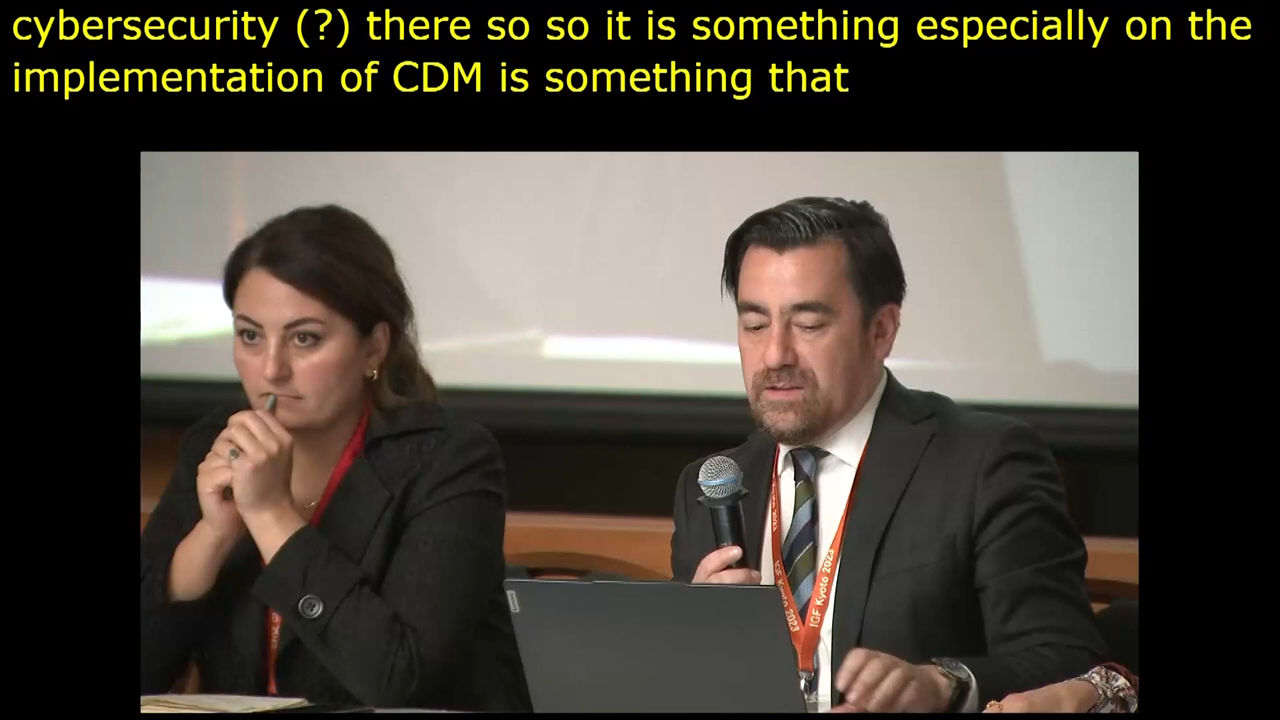 cybersecurity (?) there so so it is something especially on the
implementation of CDM is something that
IGF Kyoto 2023